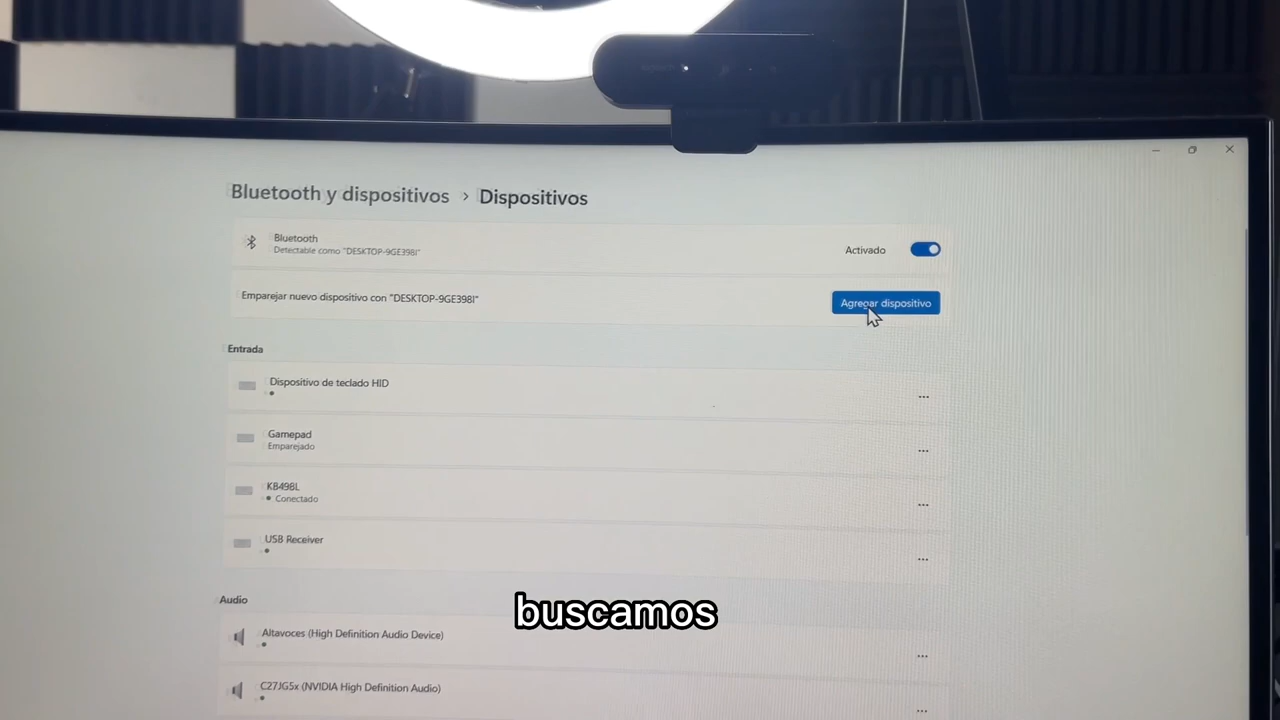 Bluetooth y dispositivos > Dispositivos
Bluetooth
Detectable como "DESKTOP-9GE398I"
Activado
Emparejar nuevo dispositivo con "DESKTOP-9GE398I"
Agregar dispositivo
Entrada
Dispositivo de teclado HID
Gamepad
Emparejado
KB498L
Conectado
USB Receiver
Audio
Altavoces (High Definition Audio Device)
C27JG5x (NVIDIA High Definition Audio)
buscamos